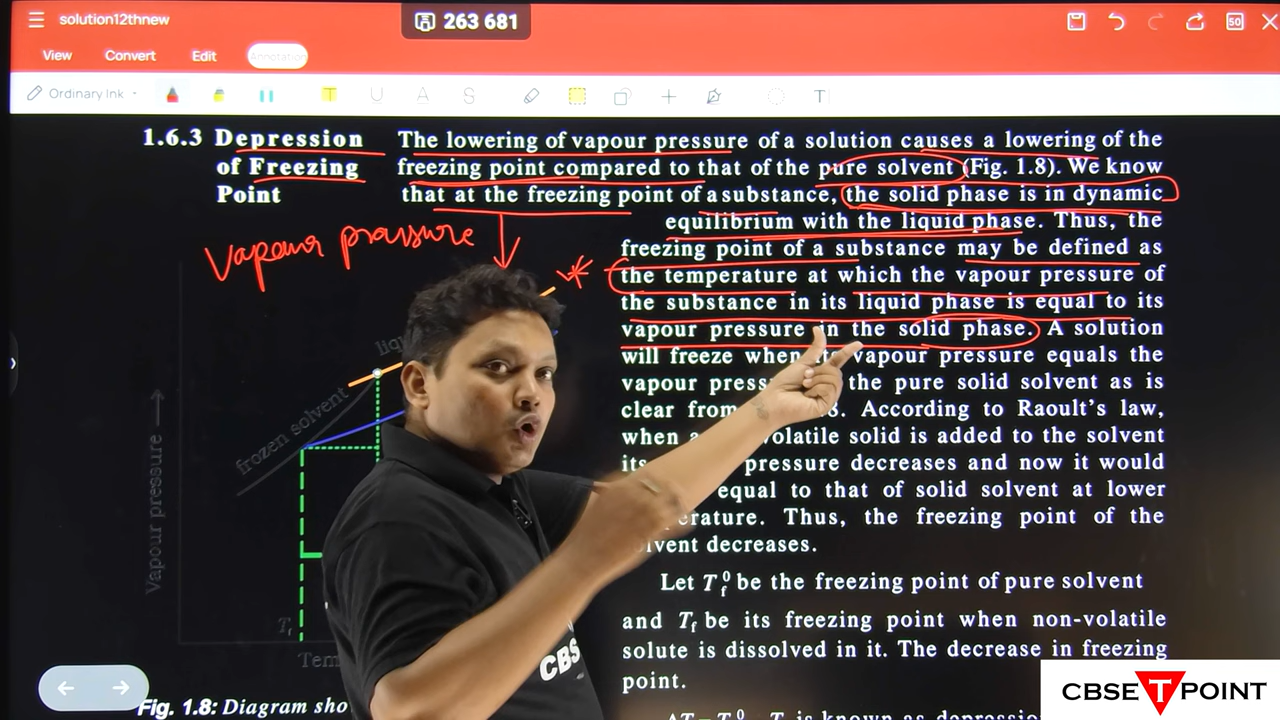 solution12thnew
263 681
50
View Convert Edit Annotation
Ordinary Ink
T U A S T
1.6.3 Depression of Freezing Point
The lowering of vapour pressure of a solution causes a lowering of the
freezing point compared to that of the pure solvent (Fig. 1.8). We know
that at the freezing point of a substance, the solid phase is in dynamic
equilibrium with the liquid phase. Thus, the
freezing point of a substance may be defined as
the temperature at which the vapour pressure of
the substance in its liquid phase is equal to its
vapour pressure in the solid phase. A solution
will freeze when its vapour pressure equals the
vapour the pure solid solvent as is
clear from 8. According to Raoult's law,
when a volatile solid is added to the solvent
its pressure decreases and now it would
equal to that of solid solvent at lower
Thus, the freezing point of the
decreases.
Let T⁰f be the freezing point of pure solvent
and Tf be its freezing point when non-volatile
solute is dissolved in it. The decrease in freezing
point.
vapour pressure
frozen solvent
Vapour pressure
Tf
Fig. 1.8: Diagram
CBS
CBSE TPOINT